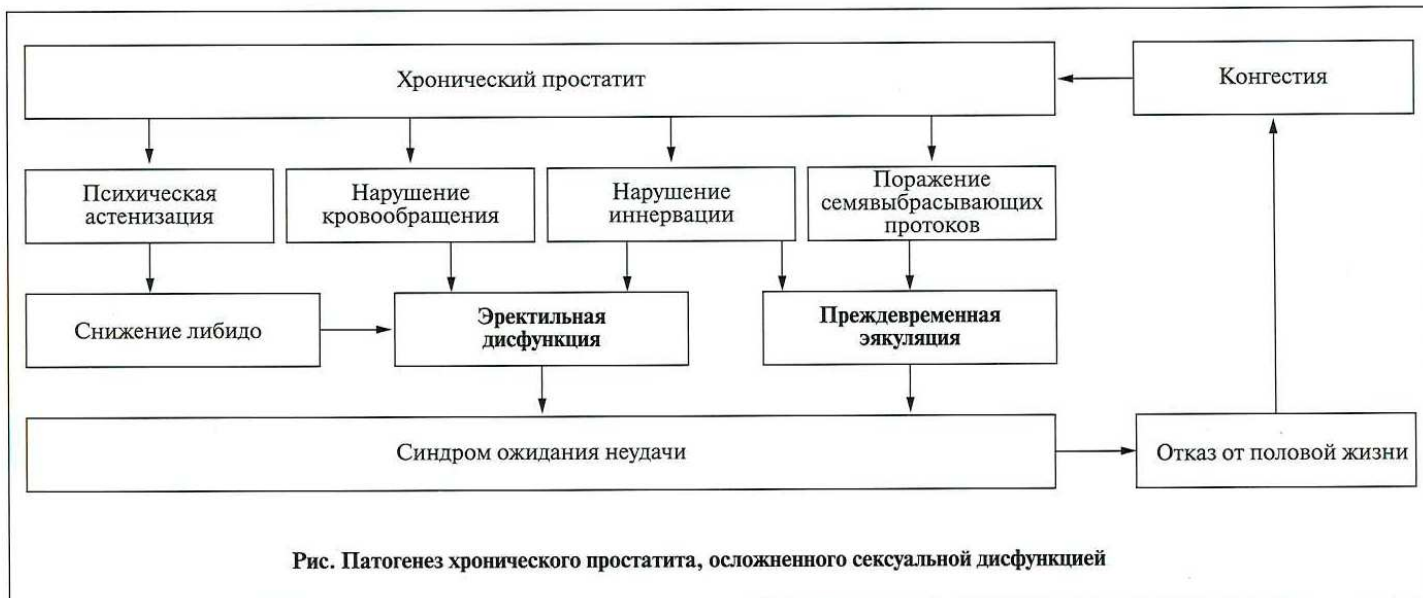 Хронический простатит
Конгестия
Психическая
астенизация
Нарушение
кровообращения
Нарушение
иннервации
Поражение
семявыбрасывающих
протоков
Снижение либидо
Эректильная
дисфункция
Преждевременная
эякуляция
Синдром ожидания неудачи
Отказ от половой жизни
Рис. Патогенез хронического простатита, осложненного сексуальной дисфункцией